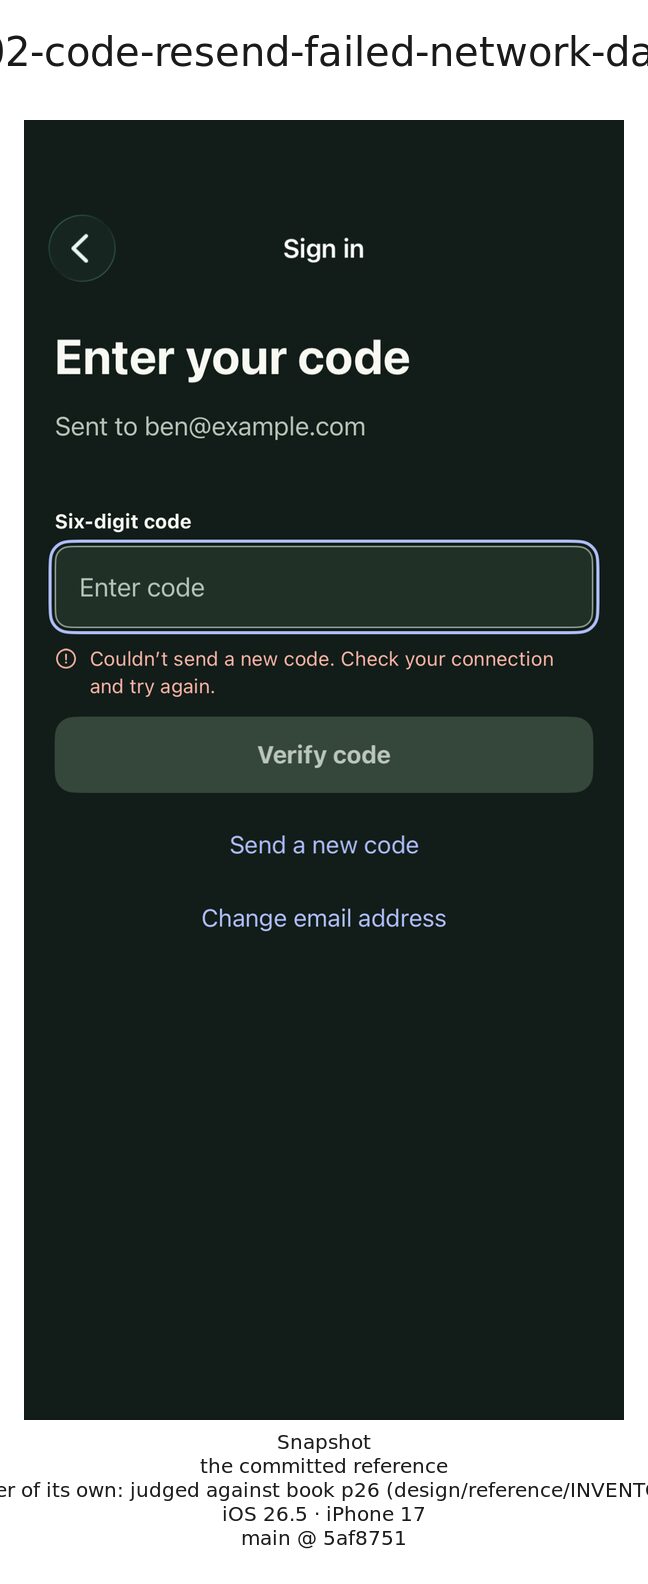 02-code-resend-failed-network-da
Sign in
Enter your code
Sent to ben@example.com
Six-digit code
Enter code
Couldn’t send a new code. Check your connection
and try again.
Verify code
Send a new code
Change email address
Snapshot
the committed reference
er of its own: judged against book p26 (design/reference/INVENTO
iOS 26.5 · iPhone 17
main @ 5af8751